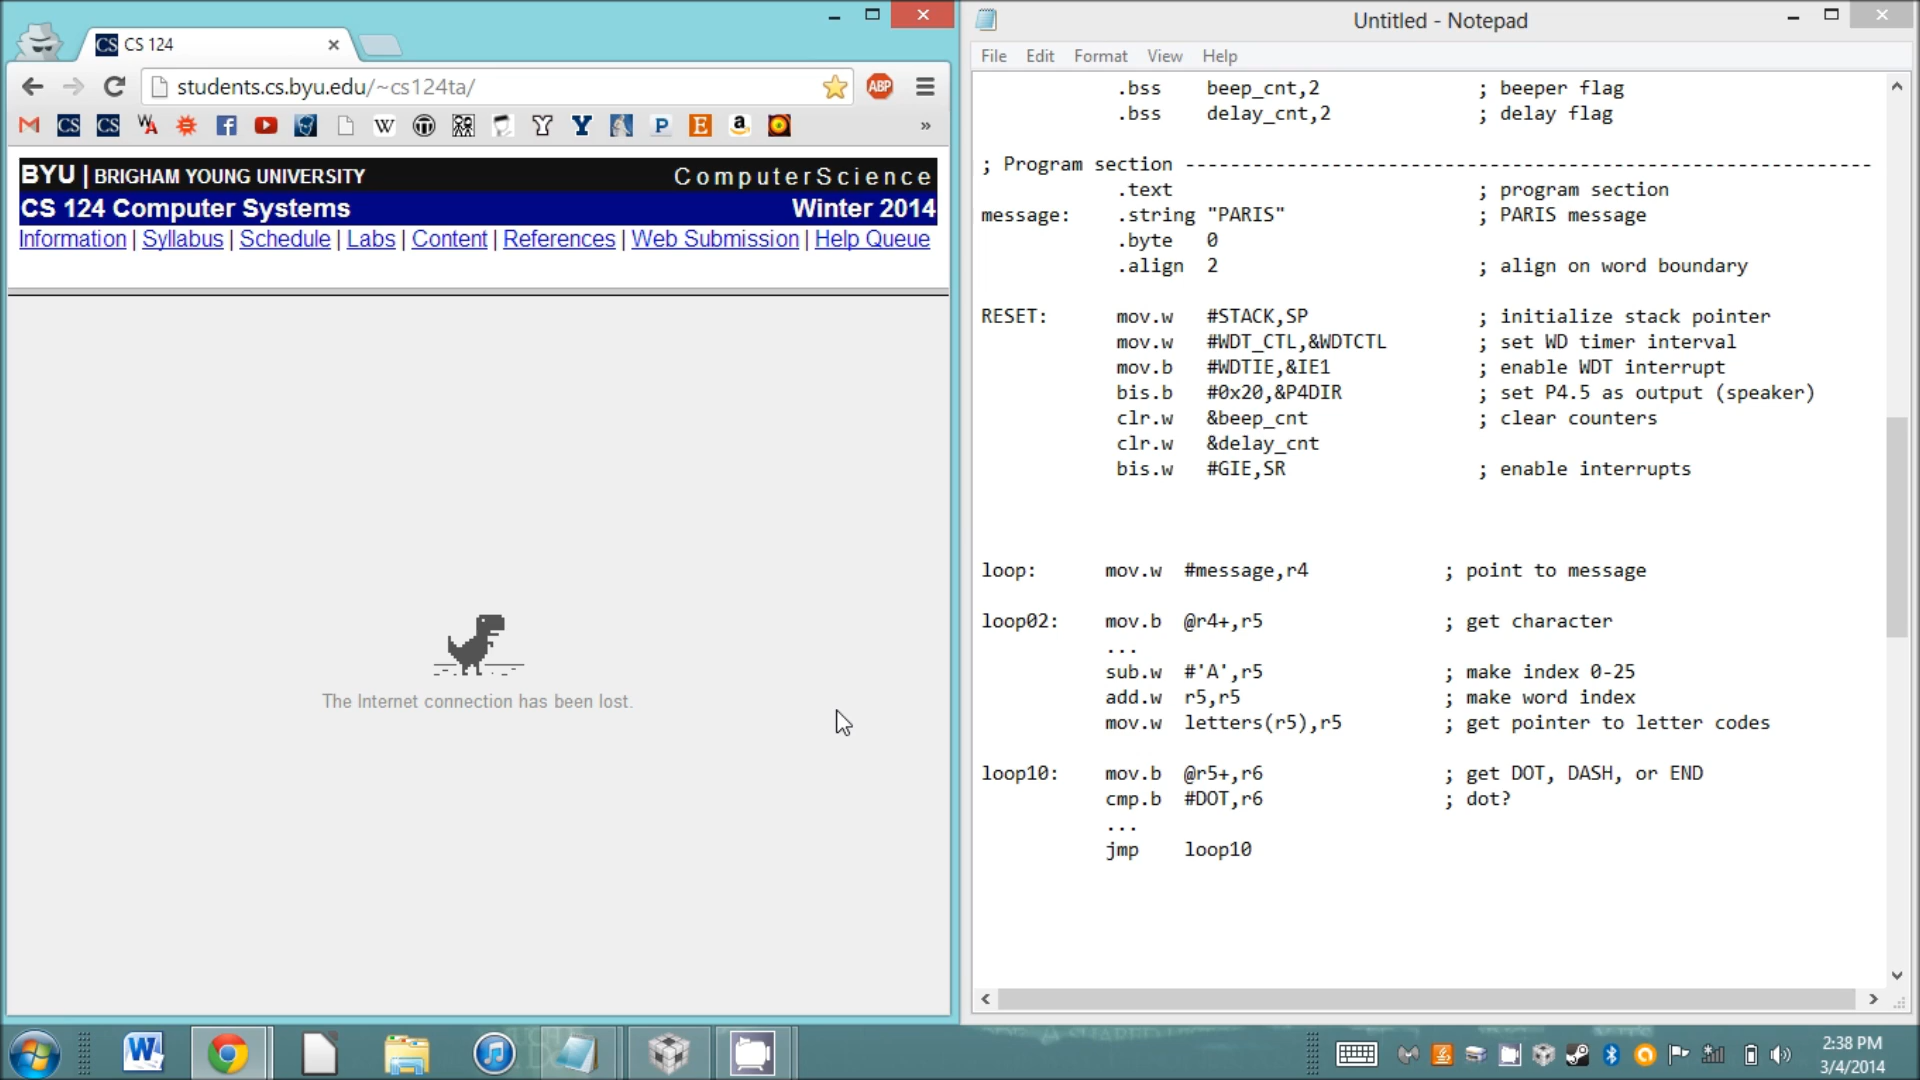 CS CS 124
students.cs.byu.edu/~cs124ta/
ABP
CS CS
BYU | BRIGHAM YOUNG UNIVERSITY ComputerScience
CS 124 Computer Systems Winter 2014
Information | Syllabus | Schedule | Labs | Content | References | Web Submission | Help Queue
The Internet connection has been lost.
Untitled - Notepad
File Edit Format View Help
.bss beep_cnt,2 ; beeper flag
.bss delay_cnt,2 ; delay flag
; Program section -------------------------------------------------------------
.text ; program section
message: .string "PARIS" ; PARIS message
.byte 0
.align 2 ; align on word boundary
RESET: mov.w #STACK,SP ; initialize stack pointer
mov.w #WDT_CTL,&WDTCTL ; set WD timer interval
mov.b #WDTIE,&IE1 ; enable WDT interrupt
bis.b #0x20,&P4DIR ; set P4.5 as output (speaker)
clr.w &beep_cnt ; clear counters
clr.w &delay_cnt
bis.w #GIE,SR ; enable interrupts
loop: mov.w #message,r4 ; point to message
loop02: mov.b @r4+,r5 ; get character
...
sub.w #'A',r5 ; make index 0-25
add.w r5,r5 ; make word index
mov.w letters(r5),r5 ; get pointer to letter codes
loop10: mov.b @r5+,r6 ; get DOT, DASH, or END
cmp.b #DOT,r6 ; dot?
...
jmp loop10
2:38 PM
3/4/2014